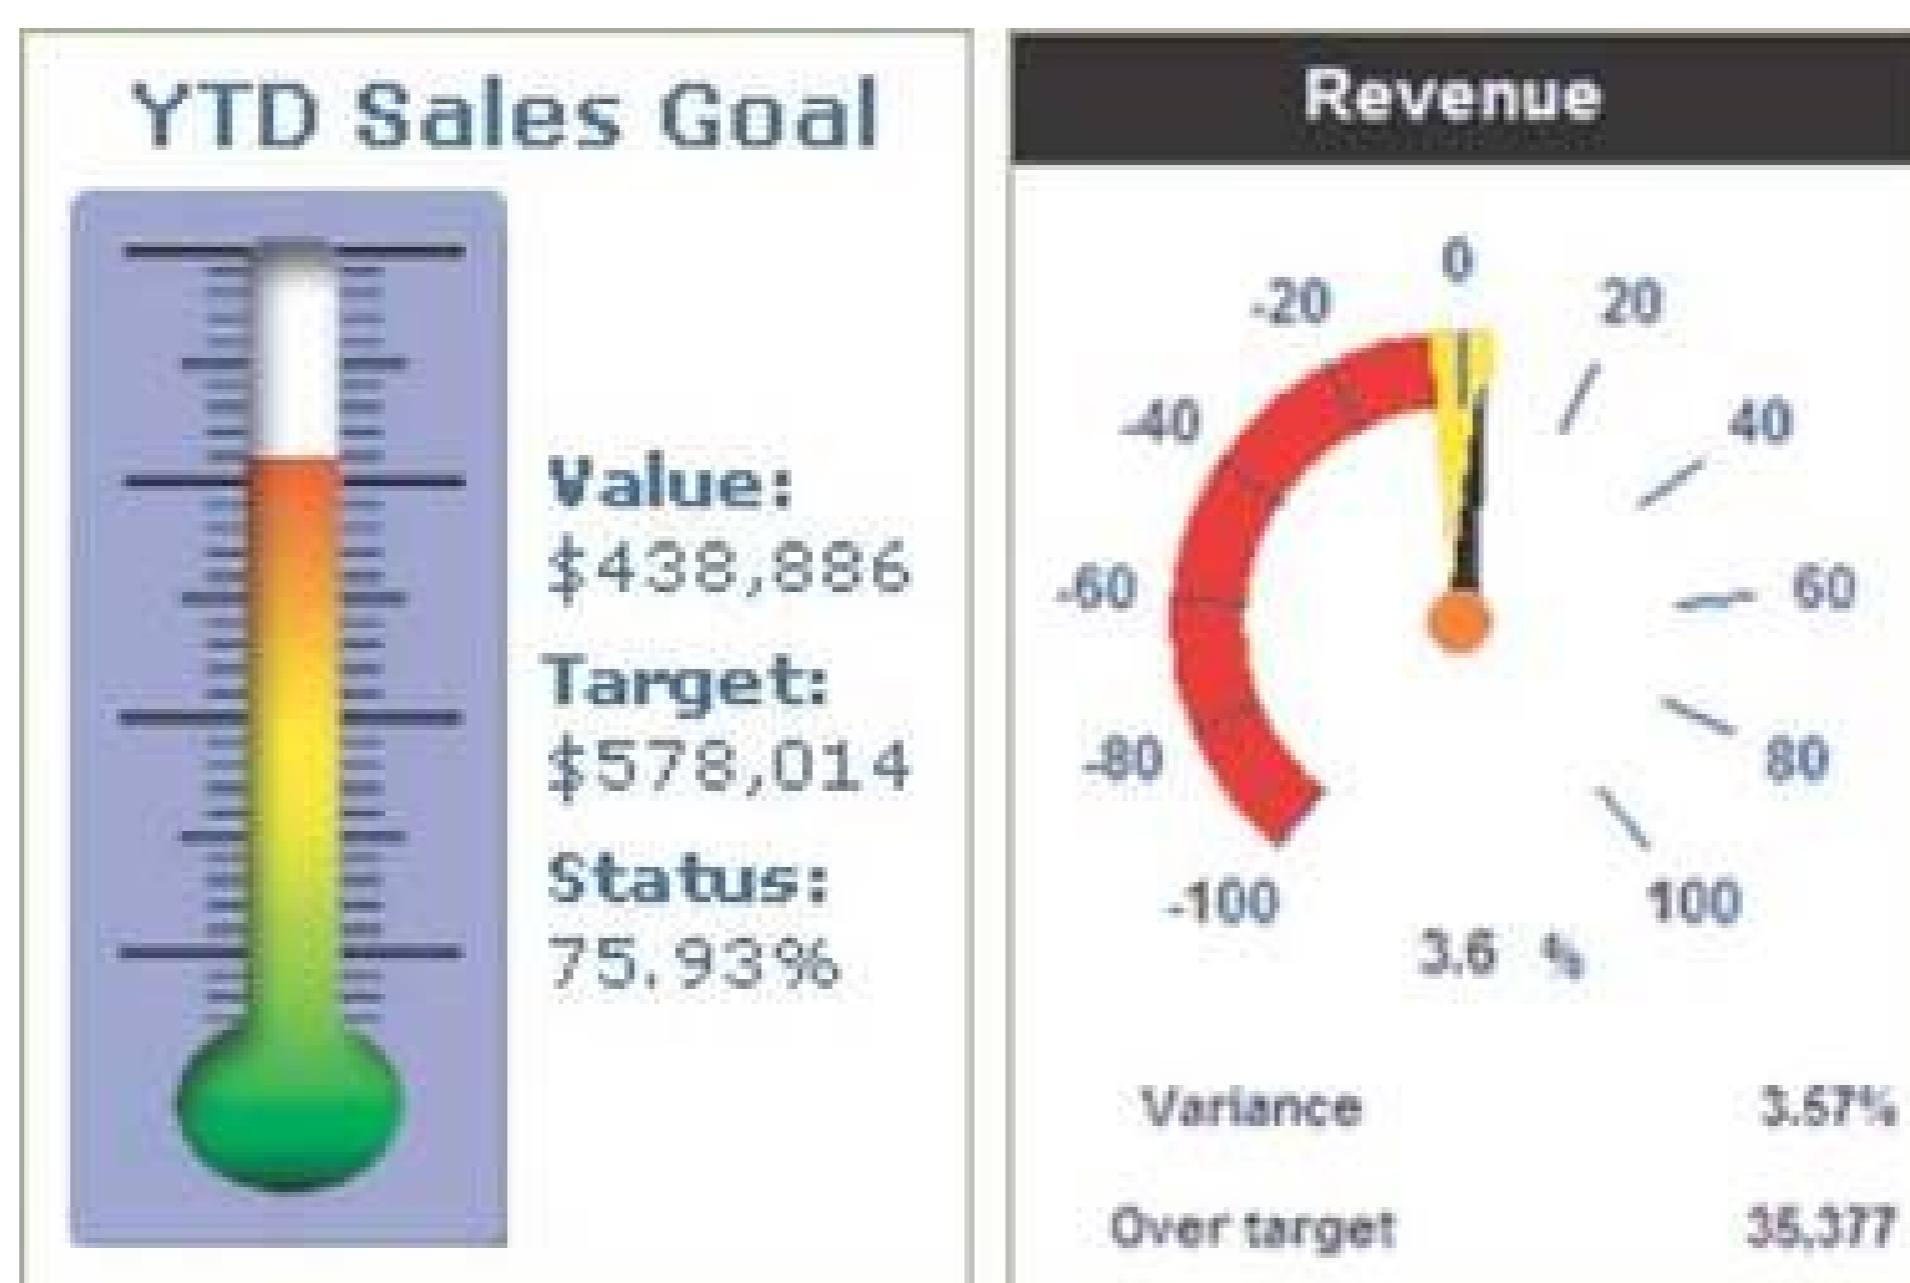 YTD Sales Goal
Value:
$438,886
Target:
$578,014
Status:
75.93%
Revenue
0
-20
20
-40
40
-60
60
-80
80
-100
100
3.6 %
Variance 3.57%
Over target 35,377